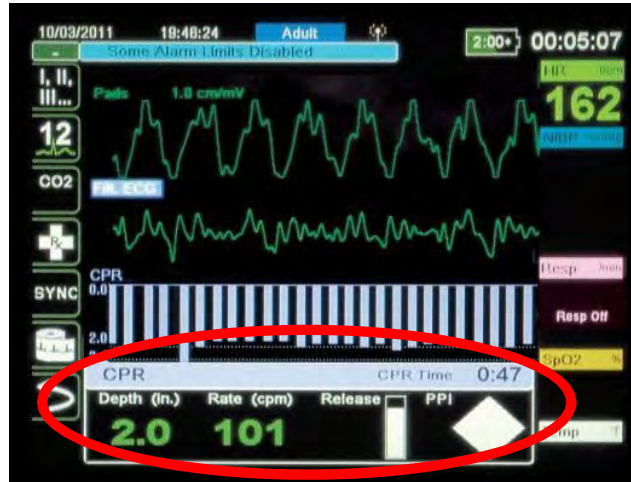 10/03/2011 19:46:24 Adult 2:00+ 00:05:07
- Some Alarm Limits Disabled
HR
I, II,
III...
Pads 1.0 cm/mV
162
12
CO2
Filt. ECG
Rx
CPR
0.0
Resp
SYNC
Resp Off
2.0
SpO2 %
CPR CPR Time 0:47
Depth (in.) Rate (cpm) Release PPI
2.0 101